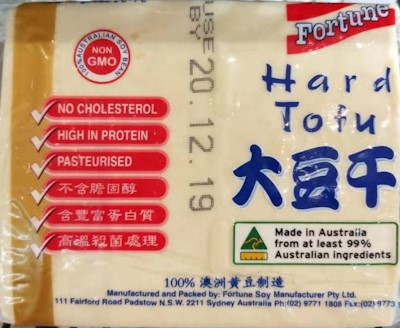 Fortune
Hard
Tofu
大豆干
100% AUSTRALIAN SOY BEAN
NON
GMO
USE
BY
20.12.19
NO CHOLESTEROL
HIGH IN PROTEIN
PASTEURISED
不含膽固醇
含豐富蛋白質
高溫殺菌處理
Made in Australia
from at least 99%
Australian ingredients
100% 澳洲黃豆制造
Manufactured and Packed by: Fortune Soy Manufacturer Pty Ltd.
111 Fairford Road Padstow N.S.W. 2211 Sydney Australia Ph:(02) 9771 1808 Fax:(02) 9773